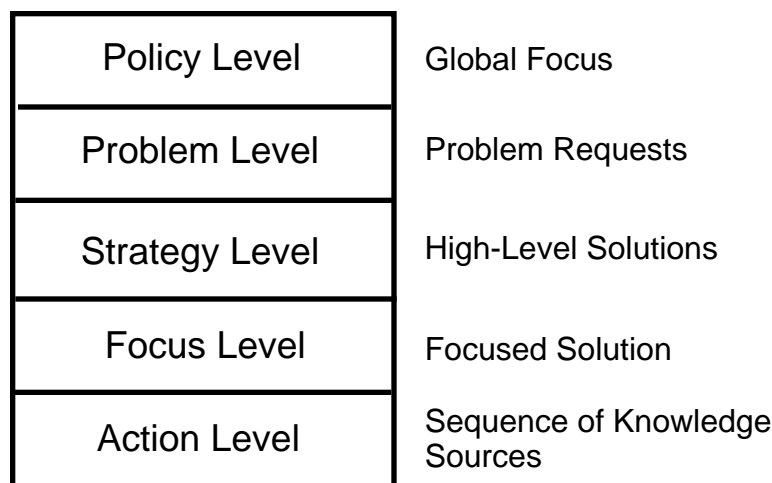 Policy Level
Global Focus
Problem Level
Problem Requests
Strategy Level
High-Level Solutions
Focus Level
Focused Solution
Action Level
Sequence of Knowledge
Sources